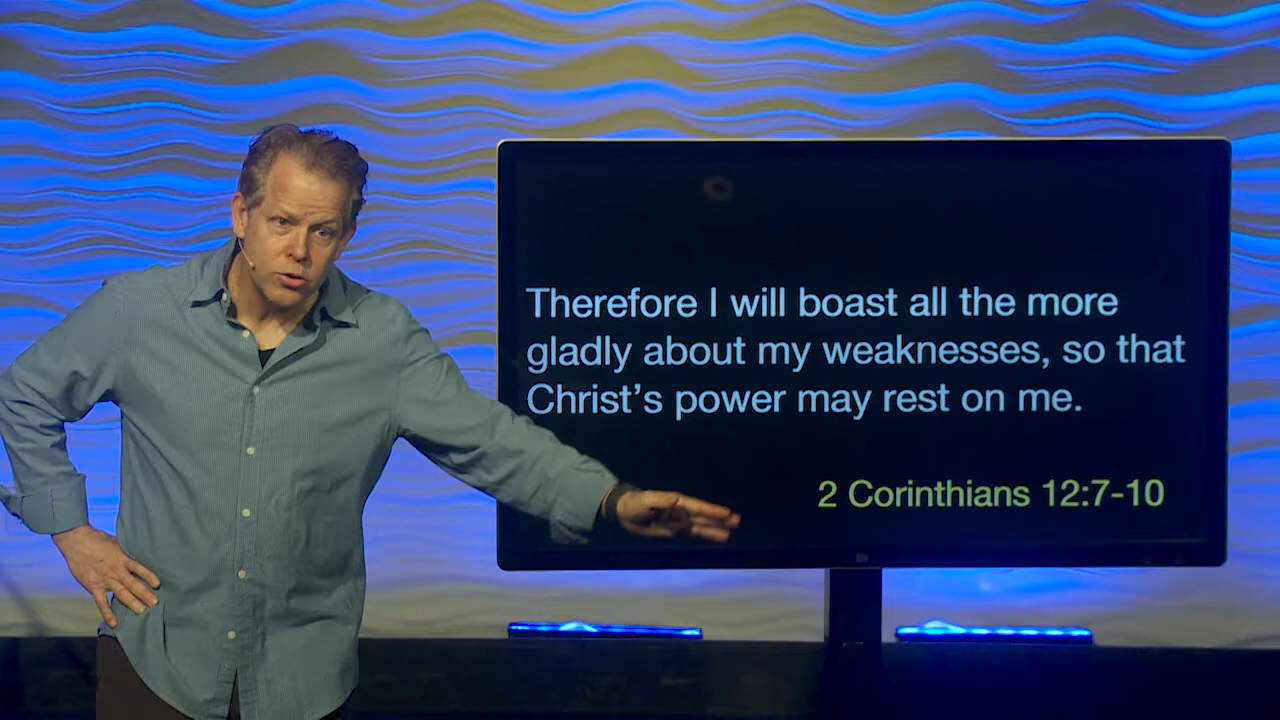 Therefore I will boast all the more
gladly about my weaknesses, so that
Christ's power may rest on me.
2 Corinthians 12:7-10